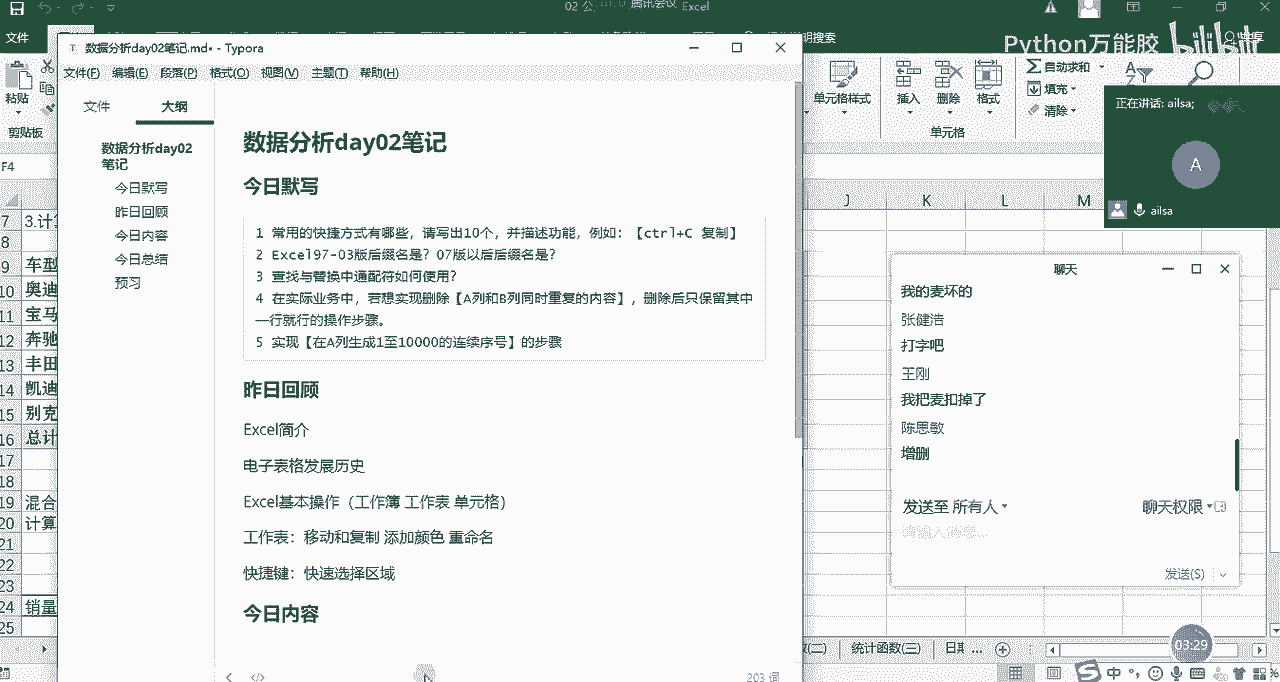 02 公 腾讯会议 Excel
文件
明搜索
共享
Python万能胶 bilibili
数据分析day02笔记.md• - Typora
文件(F) 编辑(E) 段落(P) 格式(O) 视图(V) 主题(T) 帮助(H)
文件 大纲
数据分析day02
笔记
今日默写
昨日回顾
今日内容
今日总结
预习
数据分析day02笔记
今日默写
1 常用的快捷方式有哪些，请写出10个，并描述功能，例如：【ctrl+C 复制】
2 Excel97-03版后缀名是？07版以后后缀名是？
3 查找与替换中通配符如何使用？
4 在实际业务中，若想实现删除【A列和B列同时重复的内容】，删除后只保留其中
一行就行的操作步骤。
5 实现【在A列生成1至10000的连续序号】的步骤
昨日回顾
Excel简介
电子表格发展历史
Excel基本操作（工作簿 工作表 单元格）
工作表：移动和复制 添加颜色 重命名
快捷键：快速选择区域
今日内容
203 词
粘贴
剪贴板
F4
7 3.计算
8
9 车型
10 奥迪
11 宝马
12 奔驰
13 丰田
14 凯迪
15 别克
16 总计
17
18
19 混合
20 计算
21
22
23
24 销量
25
单元格样式
插入 删除 格式
单元格
自动求和
填充
清除
J K L M
正在讲话: ailsa;
A
ailsa
聊天
我的麦坏的
张健浩
打字吧
王刚
我把麦扣掉了
陈思敏
增删
发送至 所有人
聊天权限
请输入消息...
发送(S)
03:29
数(二) 统计函数(三) 日期 ...
中